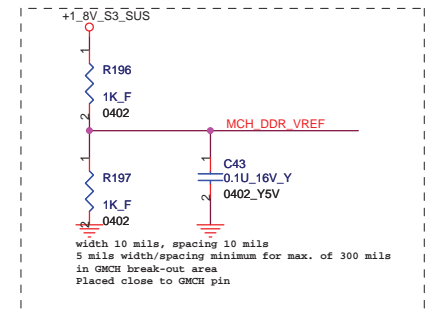 +1_8V_S3_SUS
1
R196
1K_F
2
0402
MCH_DDR_VREF
1
1
C43
R197
0.1U_16V_Y
1K_F
2
0402_Y5V
2
0402
width 10 mils, spacing 10 mils
5 mils width/spacing minimum for max. of 300 mils
in GMCH break-out area
Placed close to GMCH pin